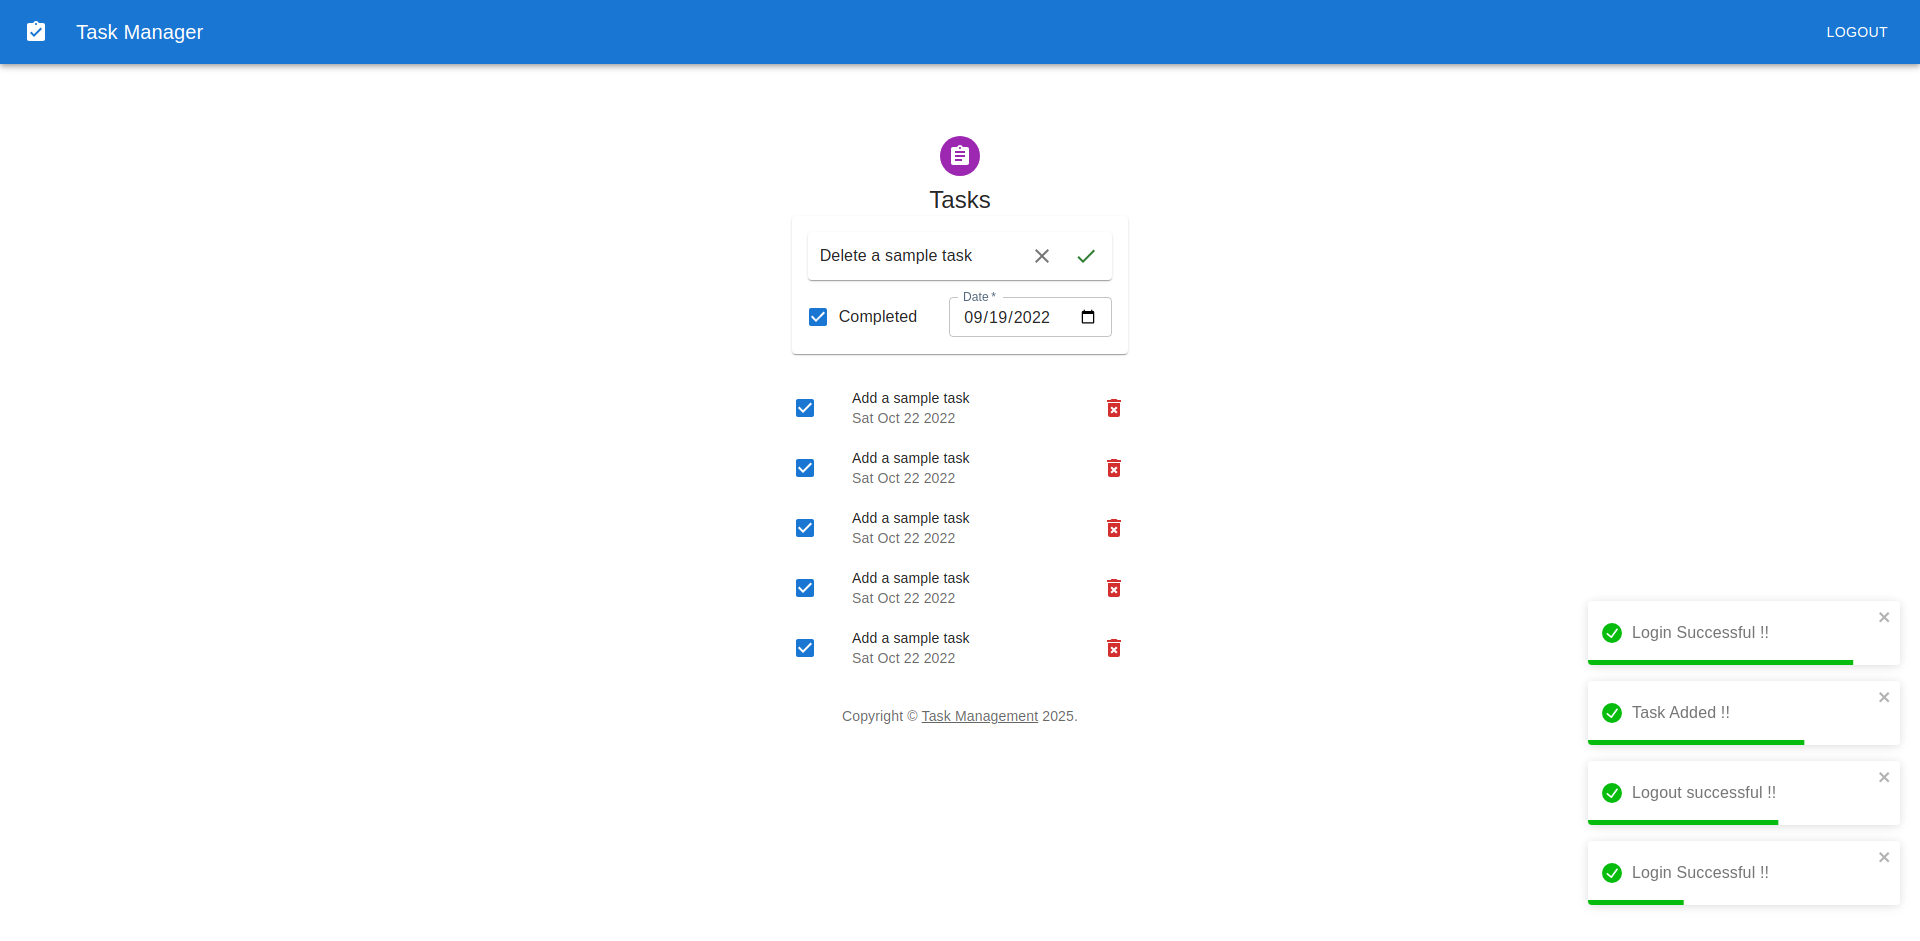 Task Manager
LOGOUT
Tasks
Delete a sample task
Completed
Date *
09/19/2022
Add a sample task
Sat Oct 22 2022
Add a sample task
Sat Oct 22 2022
Add a sample task
Sat Oct 22 2022
Add a sample task
Sat Oct 22 2022
Add a sample task
Sat Oct 22 2022
Copyright © Task Management 2025.
Login Successful !!
Task Added !!
Logout successful !!
Login Successful !!